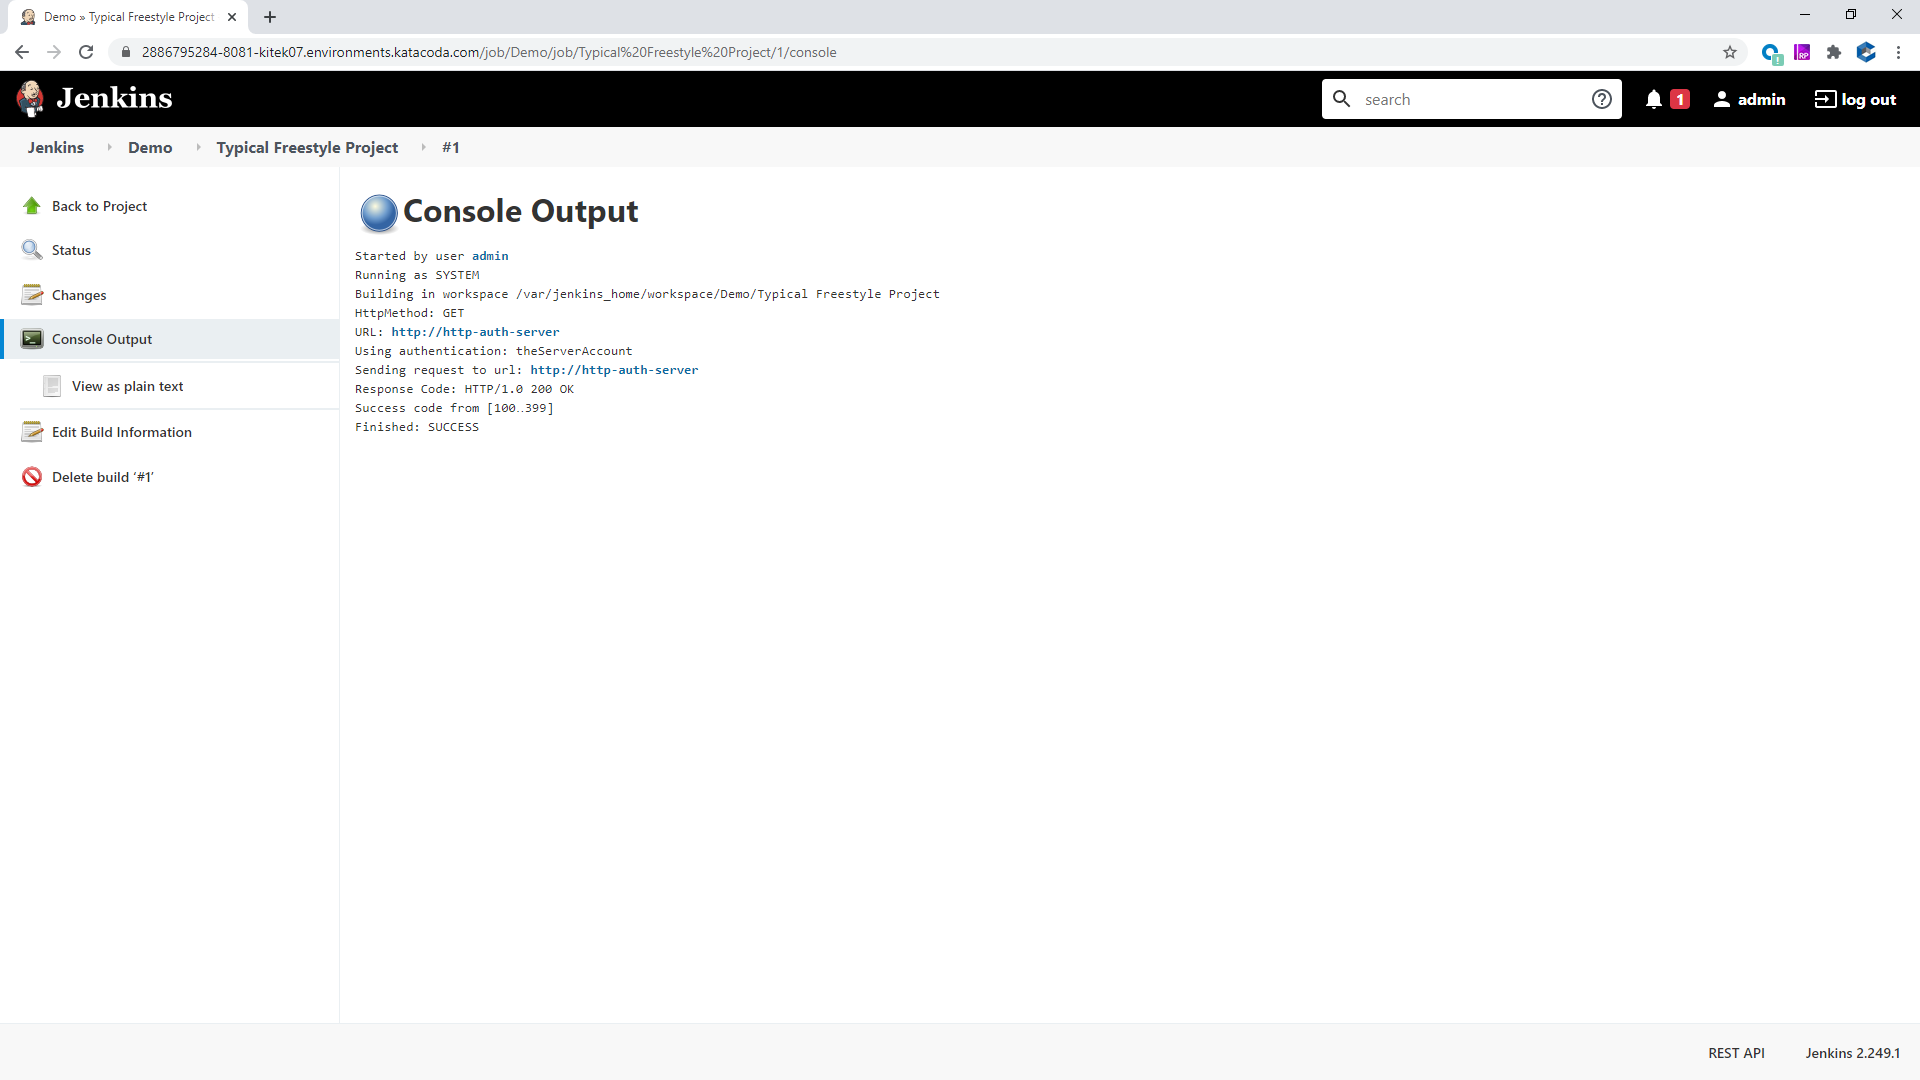 Demo » Typical Freestyle Project
2886795284-8081-kitek07.environments.katacoda.com/job/Demo/job/Typical%20Freestyle%20Project/1/console
Jenkins
search
1
admin
log out
Jenkins Demo Typical Freestyle Project #1
Back to Project
Status
Changes
Console Output
View as plain text
Edit Build Information
Delete build ‘#1’
Console Output
Started by user admin
Running as SYSTEM
Building in workspace /var/jenkins_home/workspace/Demo/Typical Freestyle Project
HttpMethod: GET
URL: http://http-auth-server
Using authentication: theServerAccount
Sending request to url: http://http-auth-server
Response Code: HTTP/1.0 200 OK
Success code from [100‥399]
Finished: SUCCESS
REST API Jenkins 2.249.1